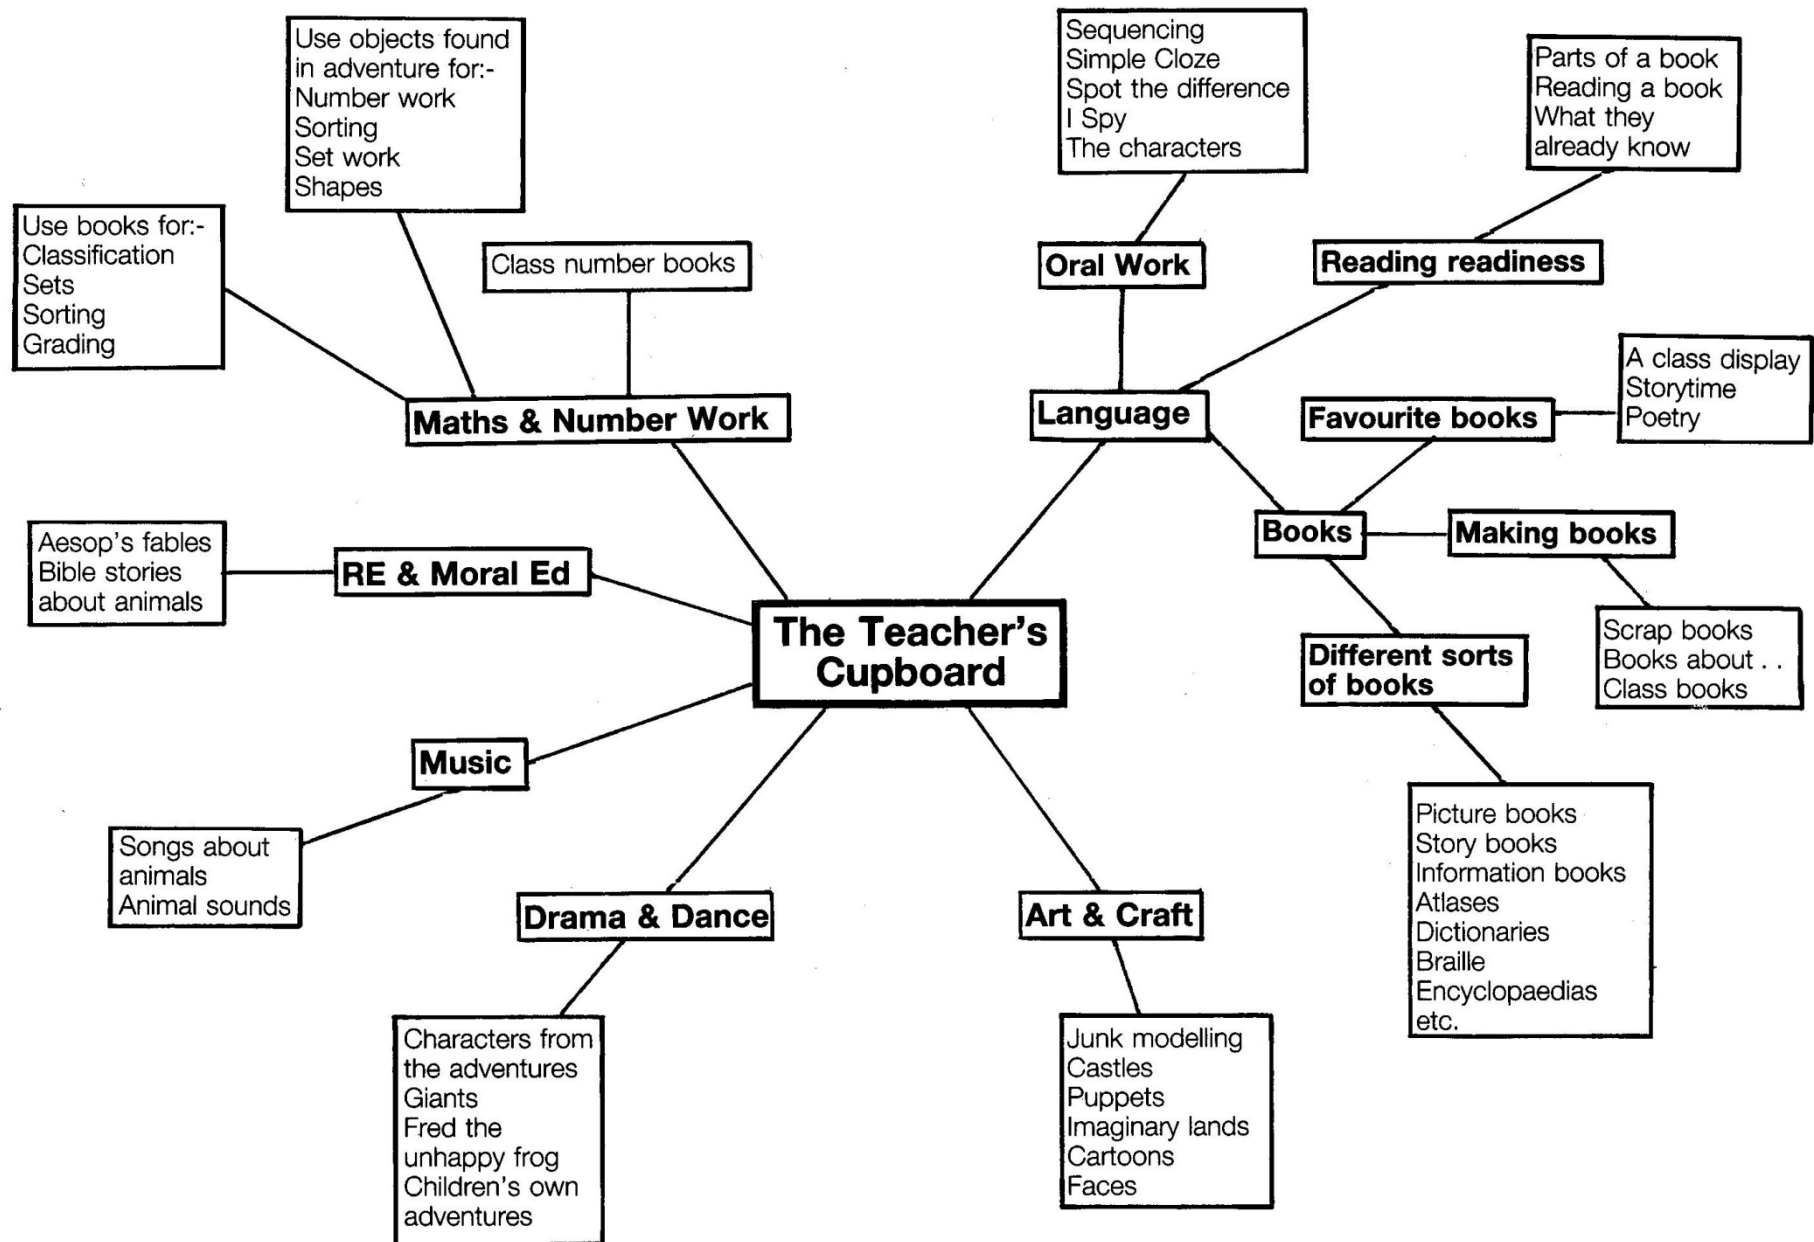 Use objects found
in adventure for:-
Number work
Sorting
Set work
Shapes
Sequencing
Simple Cloze
Spot the difference
I Spy
The characters
Parts of a book
Reading a book
What they
already know
Use books for:-
Classification
Sets
Sorting
Grading
Class number books
Oral Work
Reading readiness
Maths & Number Work
Language
Favourite books
A class display
Storytime
Poetry
Books
Making books
Aesop's fables
Bible stories
about animals
RE & Moral Ed
The Teacher's
Cupboard
Different sorts
of books
Scrap books
Books about . .
Class books
Music
Songs about
animals
Animal sounds
Picture books
Story books
Information books
Atlases
Dictionaries
Braille
Encyclopaedias
etc.
Drama & Dance
Art & Craft
Characters from
the adventures
Giants
Fred the
unhappy frog
Children's own
adventures
Junk modelling
Castles
Puppets
Imaginary lands
Cartoons
Faces